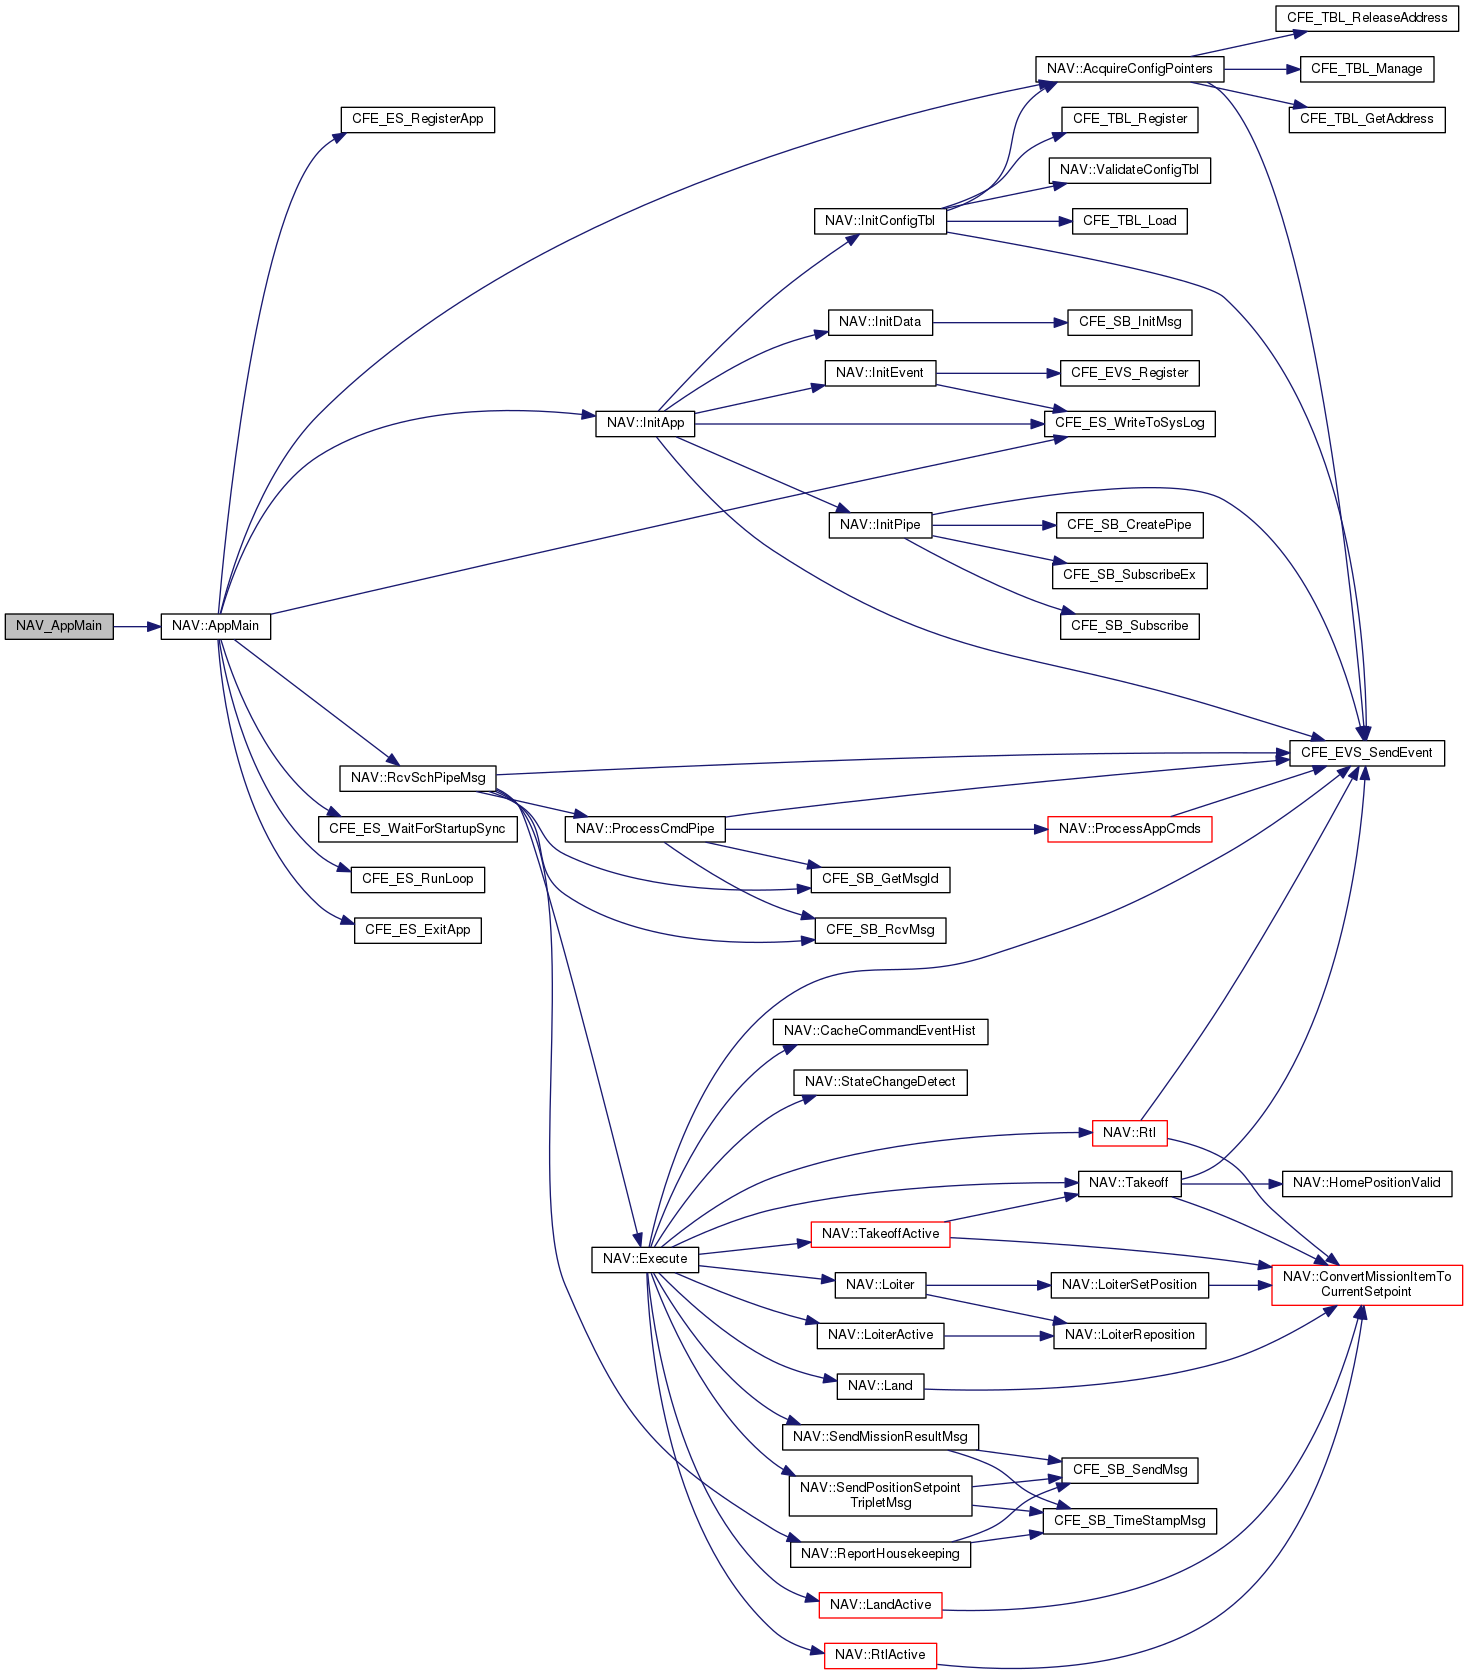 CFE_TBL_ReleaseAddress
NAV::AcquireConfigPointers
CFE_TBL_Manage
CFE_ES_RegisterApp
CFE_TBL_Register
CFE_TBL_GetAddress
NAV::ValidateConfigTbl
NAV::InitConfigTbl
CFE_TBL_Load
NAV::InitData
CFE_SB_InitMsg
NAV::InitEvent
CFE_EVS_Register
NAV::InitApp
CFE_ES_WriteToSysLog
NAV::InitPipe
CFE_SB_CreatePipe
CFE_SB_SubscribeEx
NAV_AppMain
NAV::AppMain
CFE_SB_Subscribe
CFE_EVS_SendEvent
NAV::RcvSchPipeMsg
CFE_ES_WaitForStartupSync
NAV::ProcessCmdPipe
NAV::ProcessAppCmds
CFE_ES_RunLoop
CFE_SB_GetMsgId
CFE_ES_ExitApp
CFE_SB_RcvMsg
NAV::CacheCommandEventHist
NAV::StateChangeDetect
NAV::Rtl
NAV::Takeoff
NAV::HomePositionValid
NAV::TakeoffActive
NAV::Execute
NAV::Loiter
NAV::LoiterSetPosition
NAV::ConvertMissionItemTo
CurrentSetpoint
NAV::LoiterActive
NAV::LoiterReposition
NAV::Land
NAV::SendMissionResultMsg
CFE_SB_SendMsg
NAV::SendPositionSetpoint
TripletMsg
CFE_SB_TimeStampMsg
NAV::ReportHousekeeping
NAV::LandActive
NAV::RtlActive